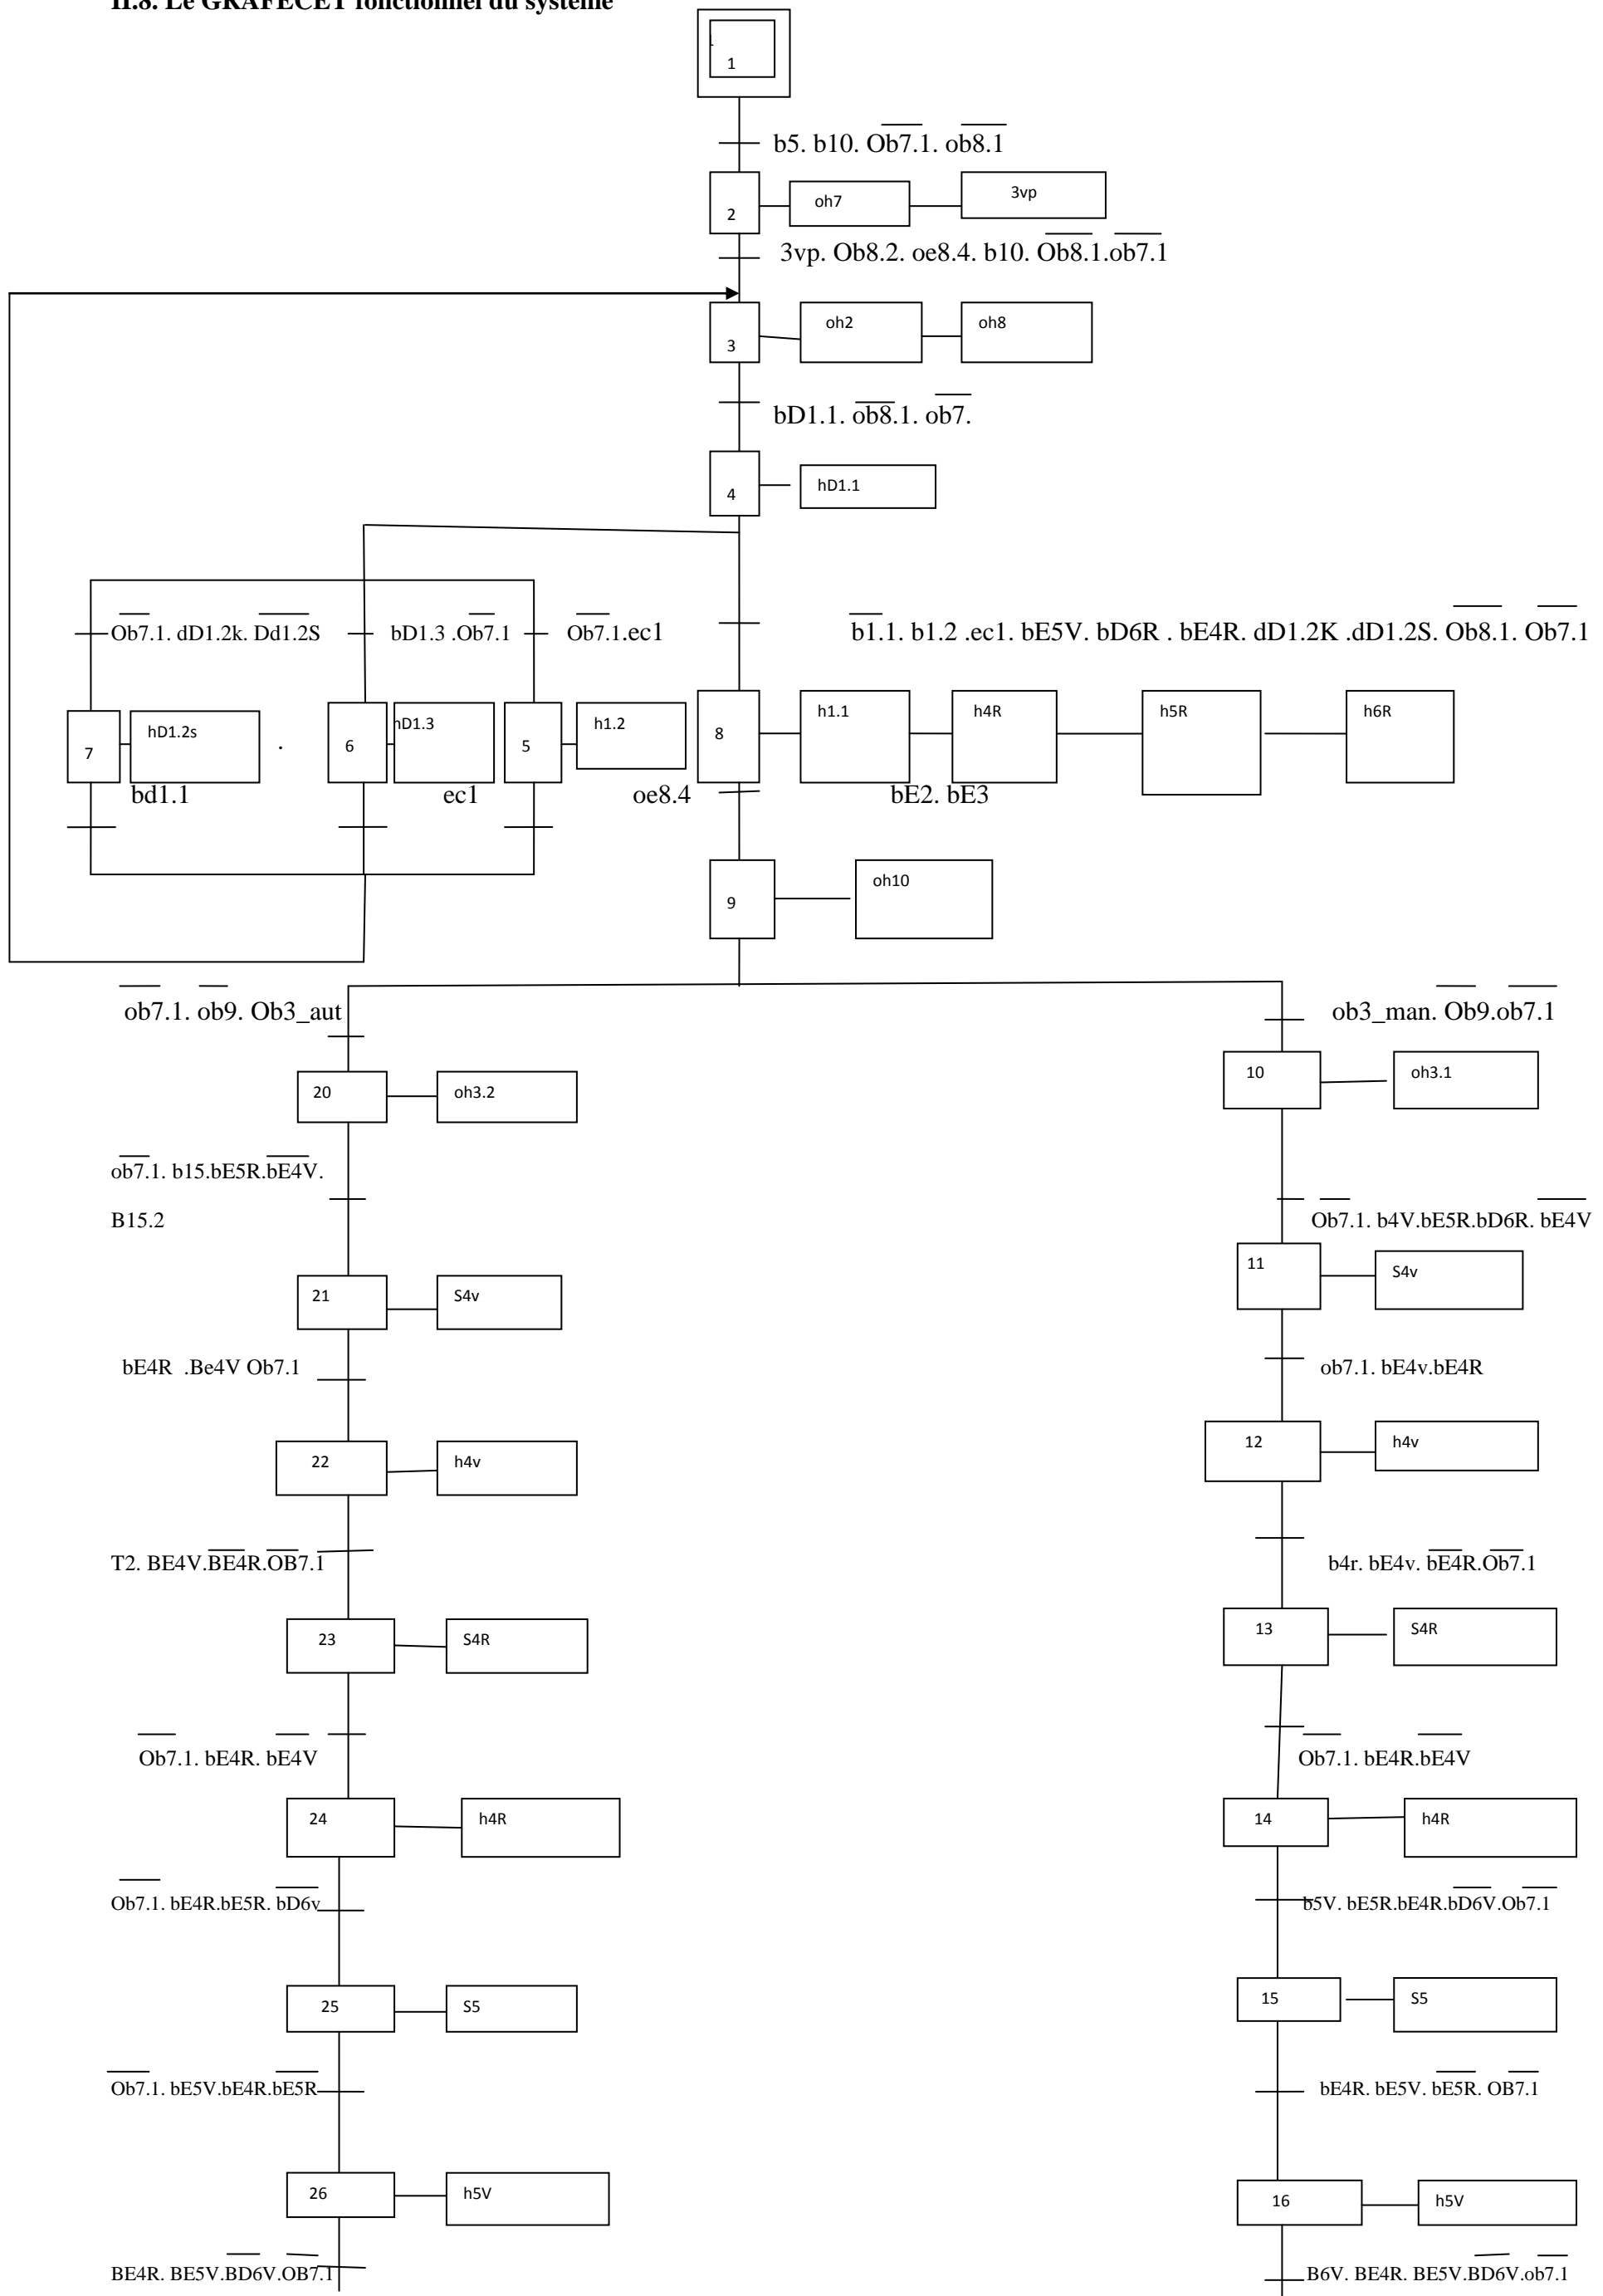 II.8. Le GRAFECET fonctionnel du système
1
b5. b10. Ob7.1. ob8.1
2
oh7
3vp
3vp. Ob8.2. oe8.4. b10. Ob8.1.ob7.1
3
oh2
oh8
bD1.1. ob8.1. ob7.
4
hD1.1
Ob7.1. dD1.2k. Dd1.2S
bD1.3 .Ob7.1
Ob7.1.ec1
b1.1. b1.2 .ec1. bE5V. bD6R . bE4R. dD1.2K .dD1.2S. Ob8.1. Ob7.1
7
hD1.2s
.
6
hD1.3
5
h1.2
8
h1.1
h4R
h5R
h6R
bd1.1
ec1
oe8.4
bE2. bE3
9
oh10
ob7.1. ob9. Ob3_aut
ob3_man. Ob9.ob7.1
20
oh3.2
10
oh3.1
ob7.1. b15.bE5R.bE4V.
B15.2
Ob7.1. b4V.bE5R.bD6R. bE4V
21
S4v
11
S4v
bE4R .Be4V Ob7.1
ob7.1. bE4v.bE4R
22
h4v
12
h4v
T2. BE4V.BE4R.OB7.1
b4r. bE4v. bE4R.Ob7.1
23
S4R
13
S4R
Ob7.1. bE4R. bE4V
Ob7.1. bE4R.bE4V
24
h4R
14
h4R
Ob7.1. bE4R.bE5R. bD6v
b5V. bE5R.bE4R.bD6V.Ob7.1
25
S5
15
S5
Ob7.1. bE5V.bE4R.bE5R
bE4R. bE5V. bE5R. OB7.1
26
h5V
16
h5V
BE4R. BE5V.BD6V.OB7.1
B6V. BE4R. BE5V.BD6V.ob7.1